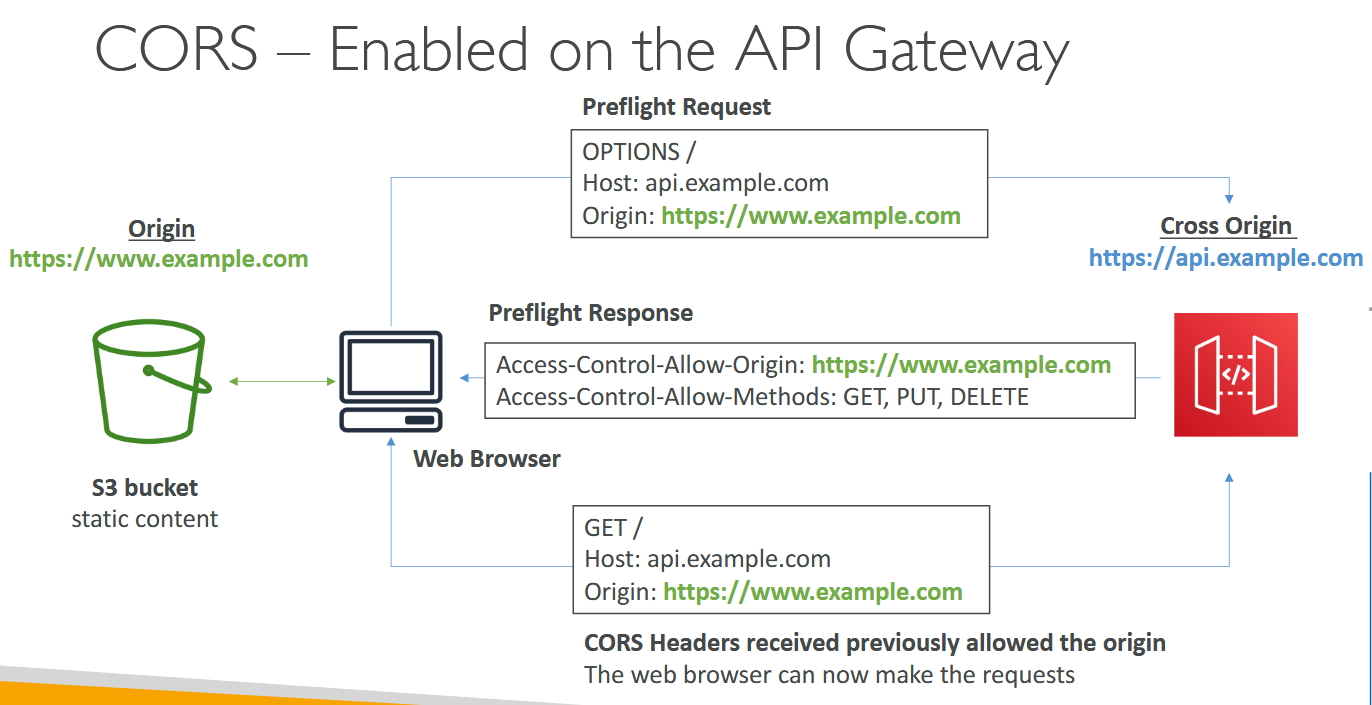 CORS – Enabled on the API Gateway
Preflight Request
OPTIONS /
Host: api.example.com
Origin: https://www.example.com
Origin
https://www.example.com
Cross Origin
https://api.example.com
Preflight Response
Access-Control-Allow-Origin: https://www.example.com
Access-Control-Allow-Methods: GET, PUT, DELETE
</>
Web Browser
S3 bucket
static content
GET /
Host: api.example.com
Origin: https://www.example.com
CORS Headers received previously allowed the origin
The web browser can now make the requests